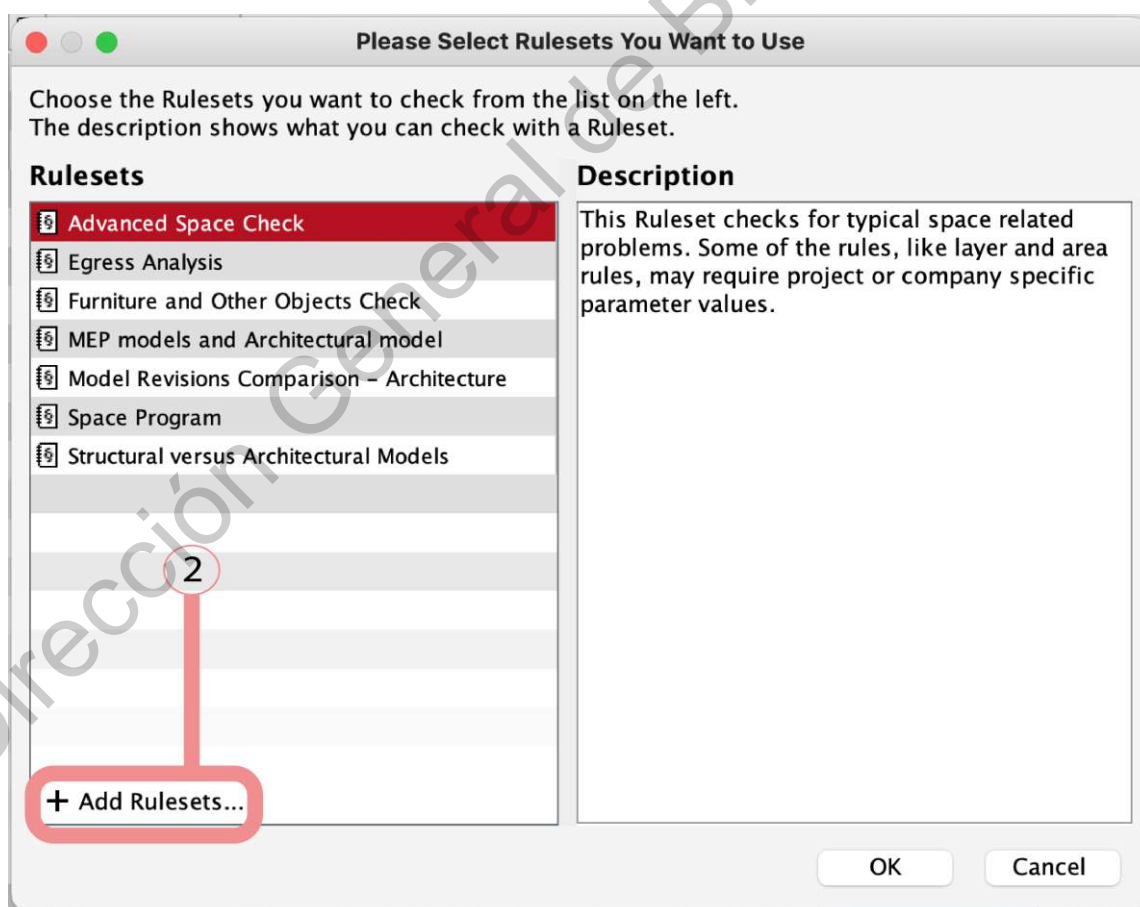 Please Select Rulesets You Want to Use
Choose the Rulesets you want to check from the list on the left.
The description shows what you can check with a Ruleset.
Rulesets
Advanced Space Check
Egress Analysis
Furniture and Other Objects Check
MEP models and Architectural model
Model Revisions Comparison – Architecture
Space Program
Structural versus Architectural Models
2
+ Add Rulesets...
Description
This Ruleset checks for typical space related
problems. Some of the rules, like layer and area
rules, may require project or company specific
parameter values.
OK
Cancel
Dirección General de